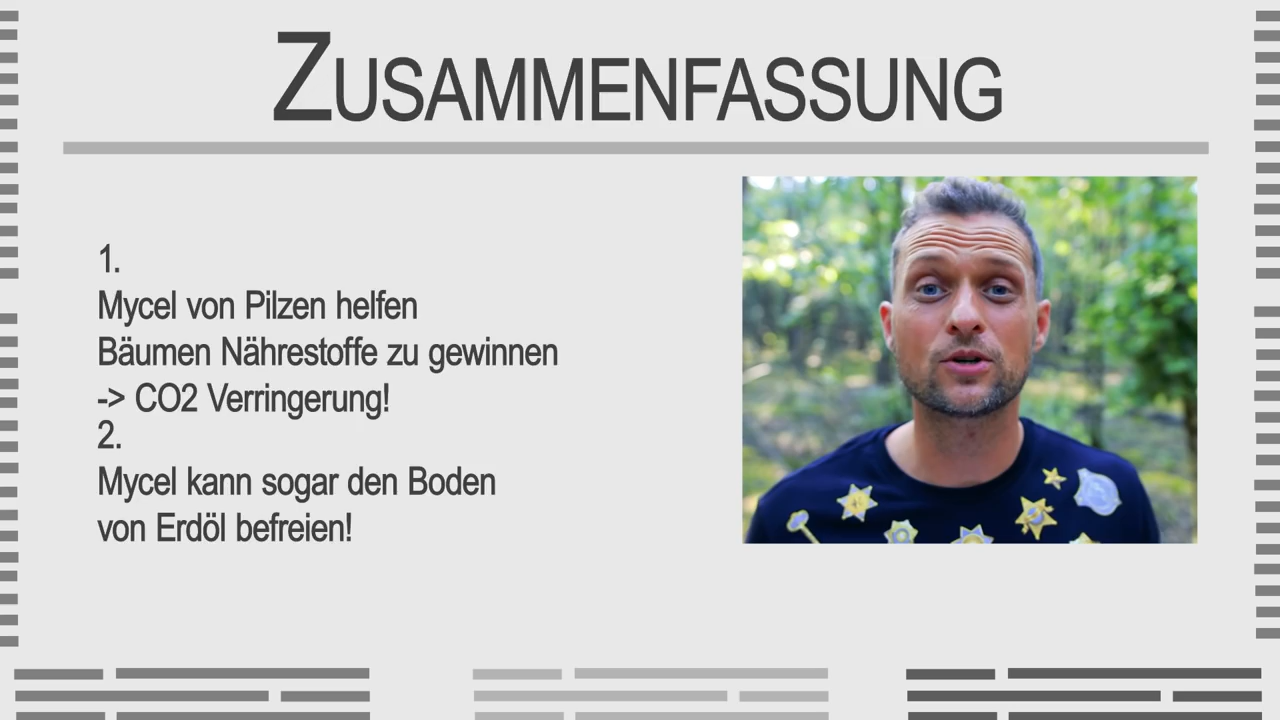 ZUSAMMENFASSUNG
1.
Mycel von Pilzen helfen
Bäumen Nährestoffe zu gewinnen
-> CO2 Verringerung!
2.
Mycel kann sogar den Boden
von Erdöl befreien!